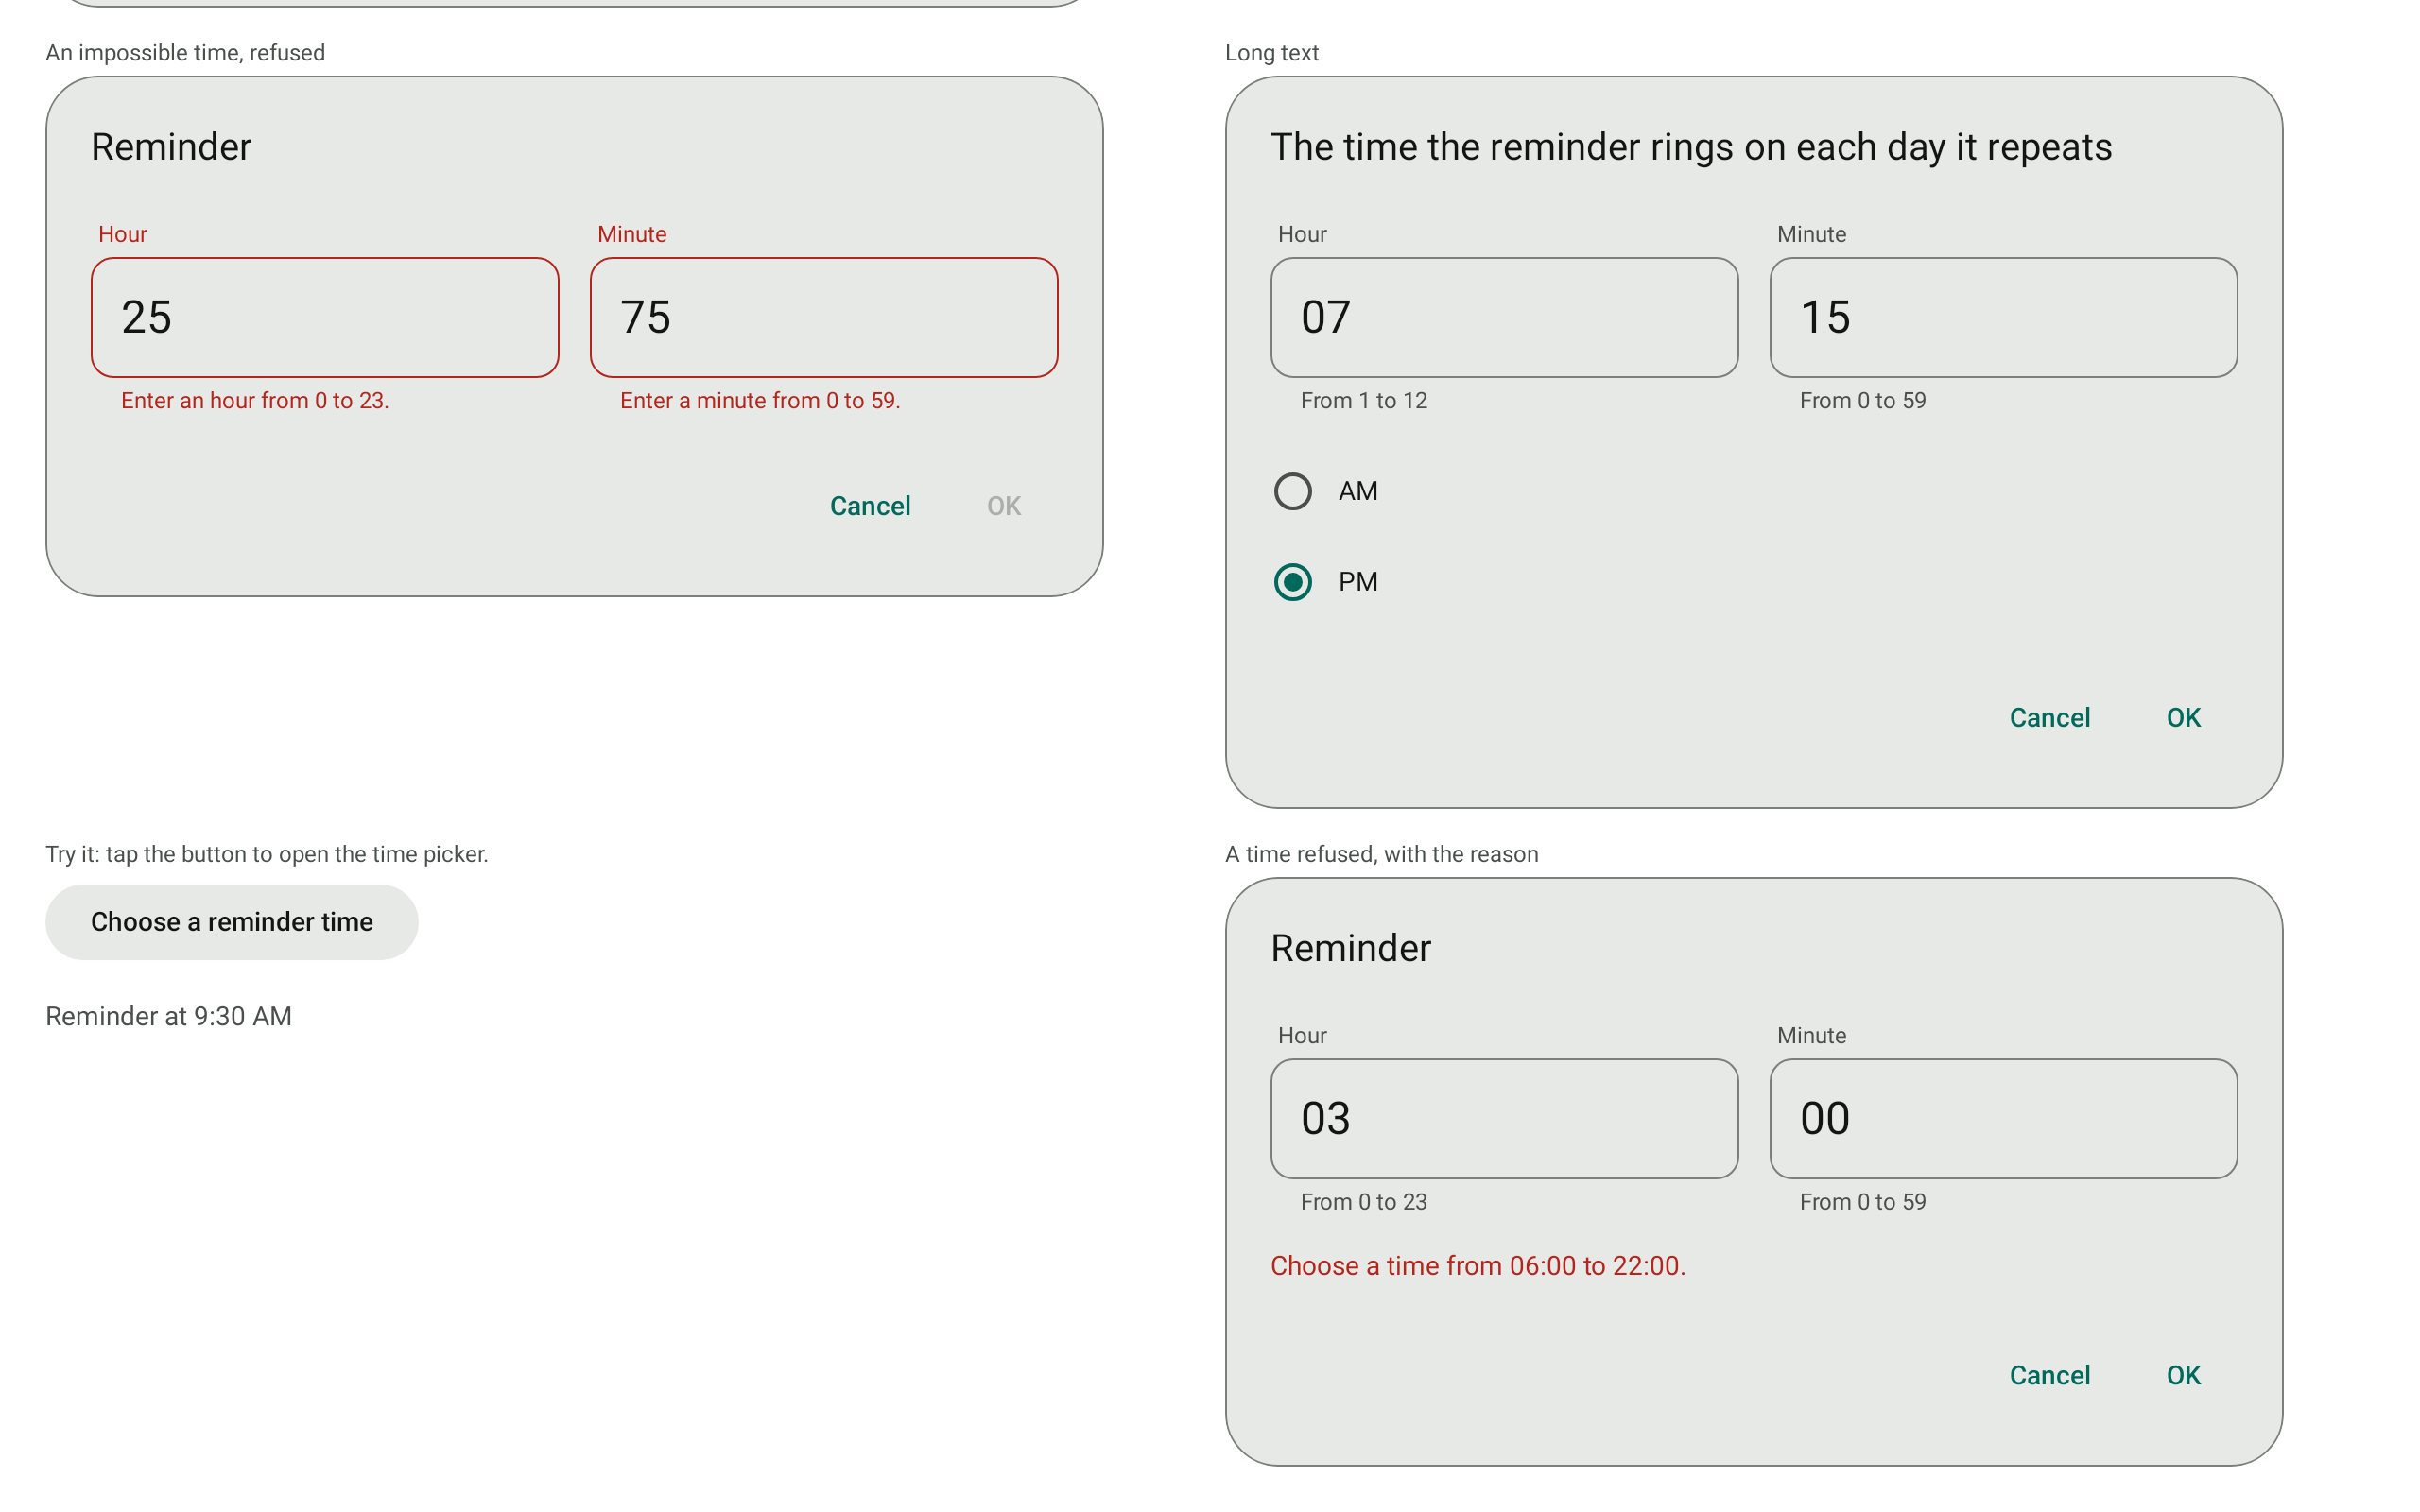 An impossible time, refused
Reminder
Hour
Minute
25
75
Enter an hour from 0 to 23.
Enter a minute from 0 to 59.
Cancel
OK
Long text
The time the reminder rings on each day it repeats
Hour
Minute
07
15
From 1 to 12
From 0 to 59
AM
PM
Cancel
OK
Try it: tap the button to open the time picker.
Choose a reminder time
Reminder at 9:30 AM
A time refused, with the reason
Reminder
Hour
Minute
03
00
From 0 to 23
From 0 to 59
Choose a time from 06:00 to 22:00.
Cancel
OK